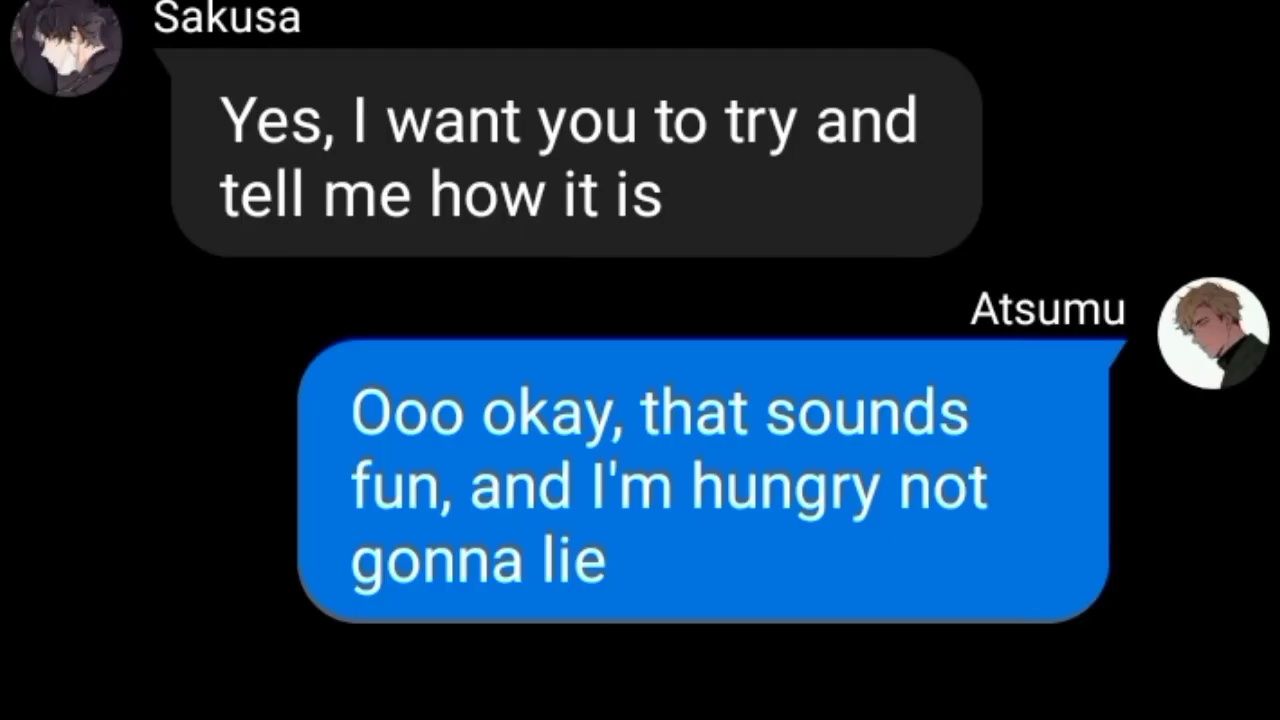 Sakusa
Yes, I want you to try and
tell me how it is
Atsumu
Ooo okay, that sounds
fun, and I'm hungry not
gonna lie